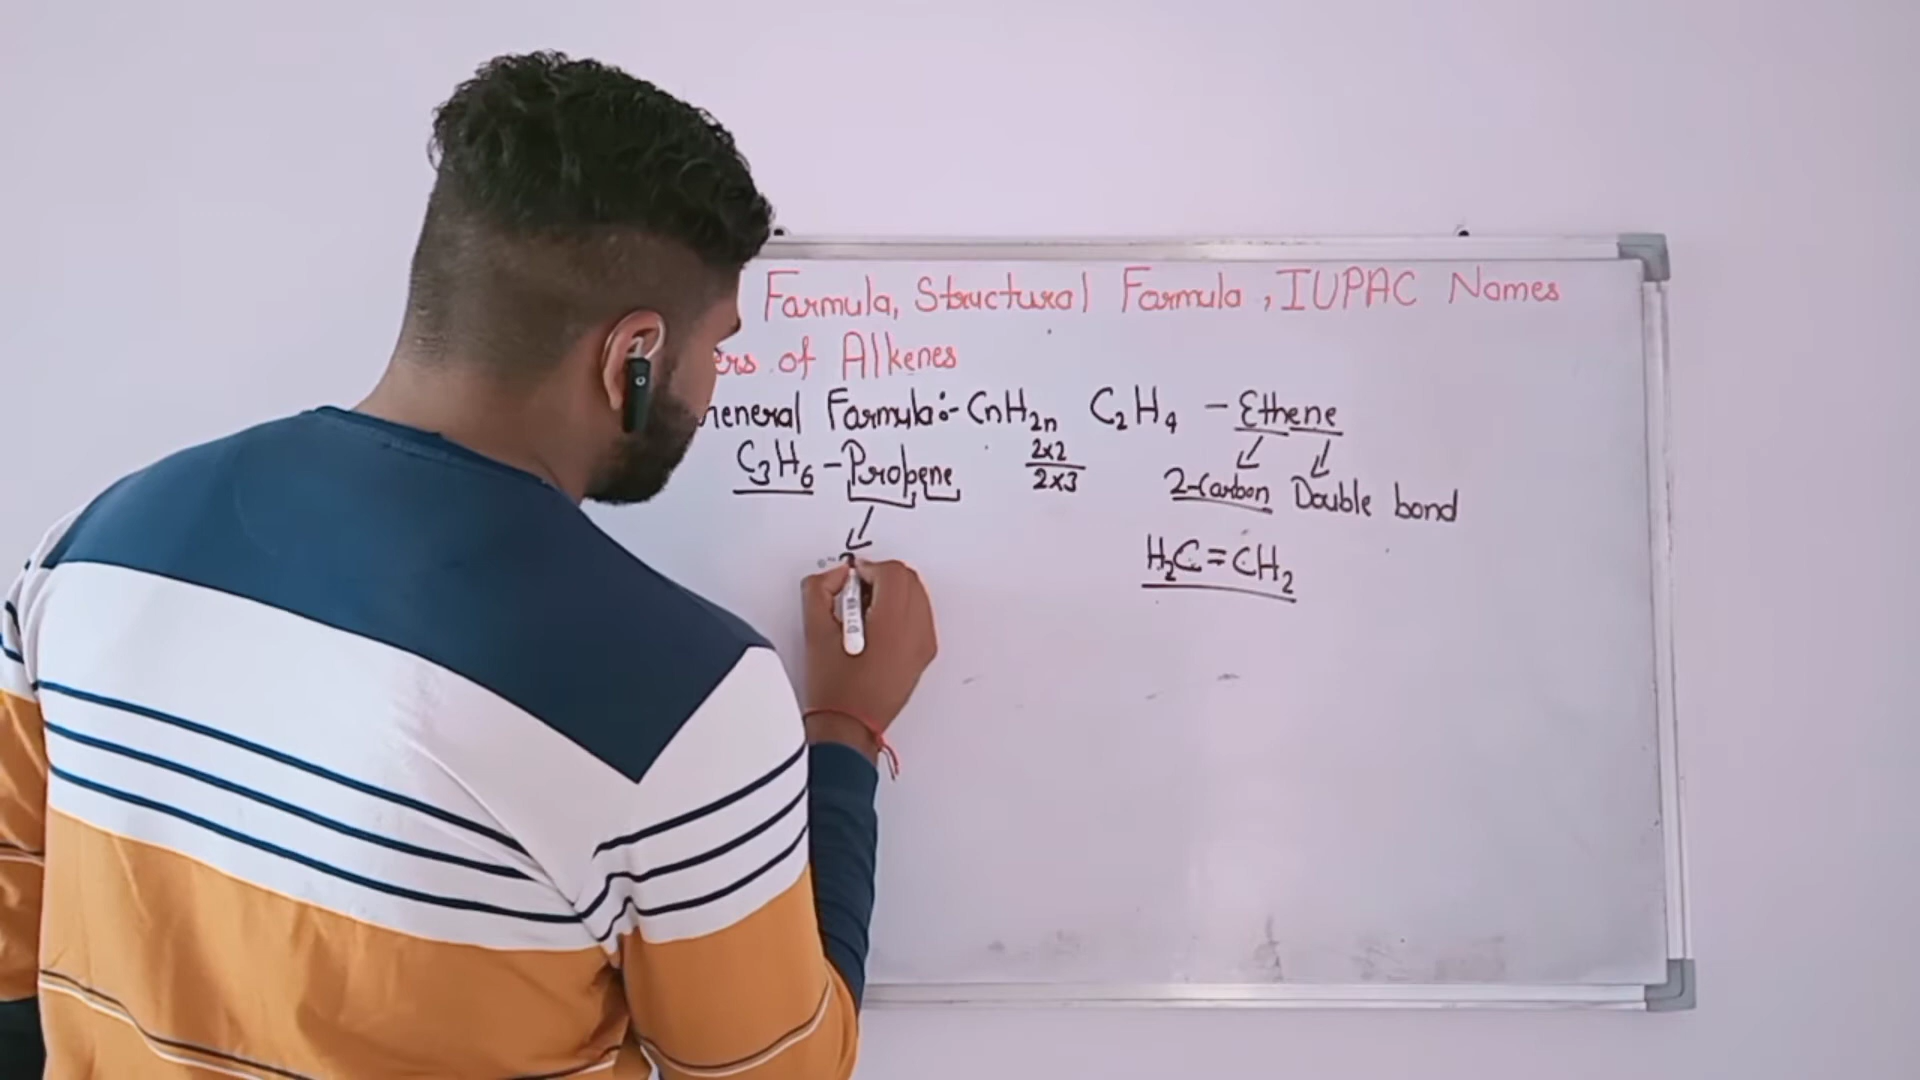 Farmula, Structural Farmula, IUPAC Names
ers of Alkenes
eneral Farmula:- CnH2n C2H4 - Ethene
C3H6 - Propene 2x2 2-Carbon Double bond
2x3
H2C=CH2